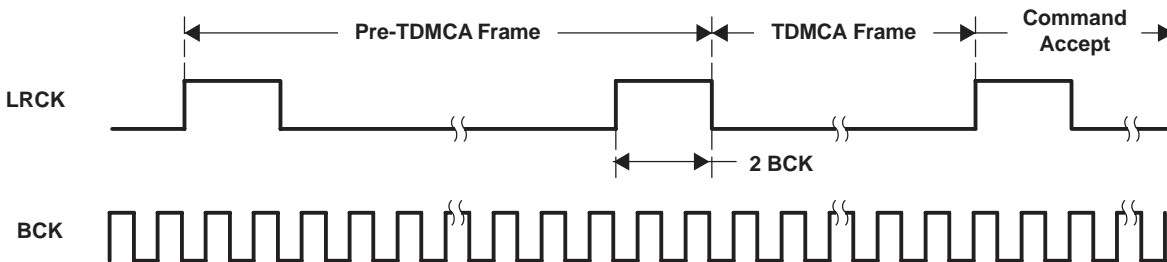 Pre-TDMCA Frame
TDMCA Frame
Command
Accept
LRCK
2 BCK
BCK